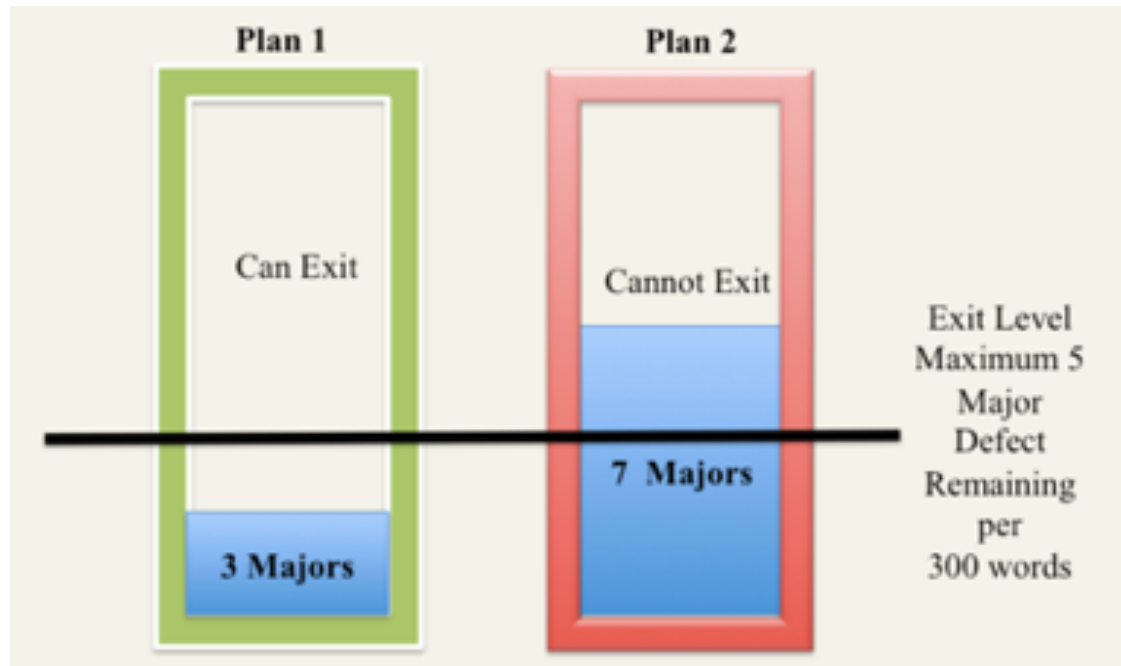 Plan 1
Plan 2
Can Exit
Cannot Exit
3 Majors
7 Majors
Exit Level
Maximum 5
Major
Defect
Remaining
per
300 words